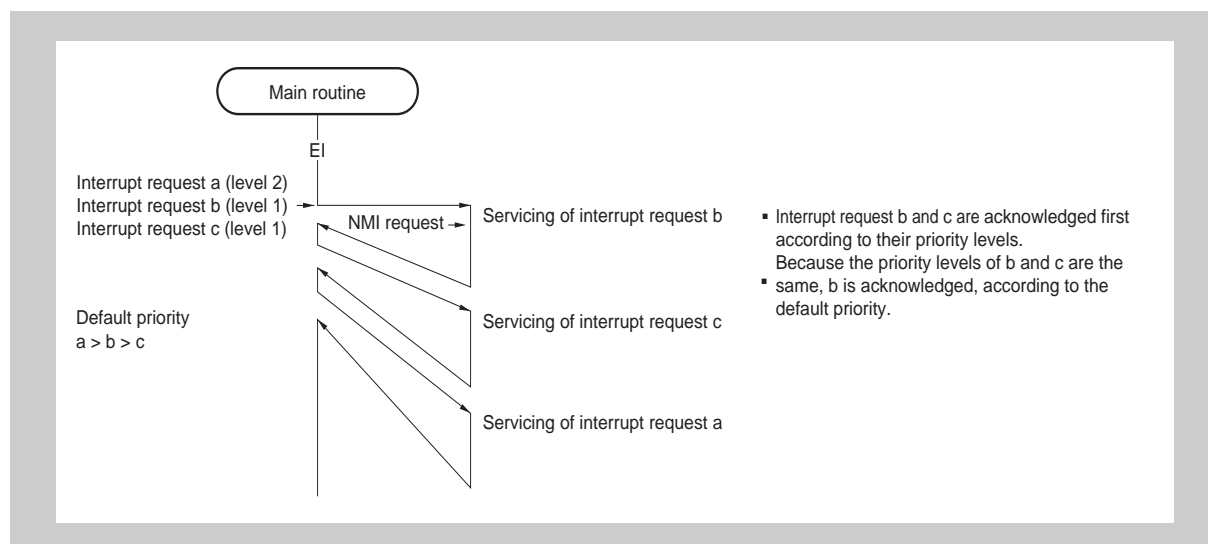 Main routine
EI
Interrupt request a (level 2)
Interrupt request b (level 1)
Interrupt request c (level 1)
NMI request
Servicing of interrupt request b
▪ Interrupt request b and c are acknowledged first
according to their priority levels.
Because the priority levels of b and c are the
▪ same, b is acknowledged, according to the
default priority.
Default priority
a > b > c
Servicing of interrupt request c
Servicing of interrupt request a